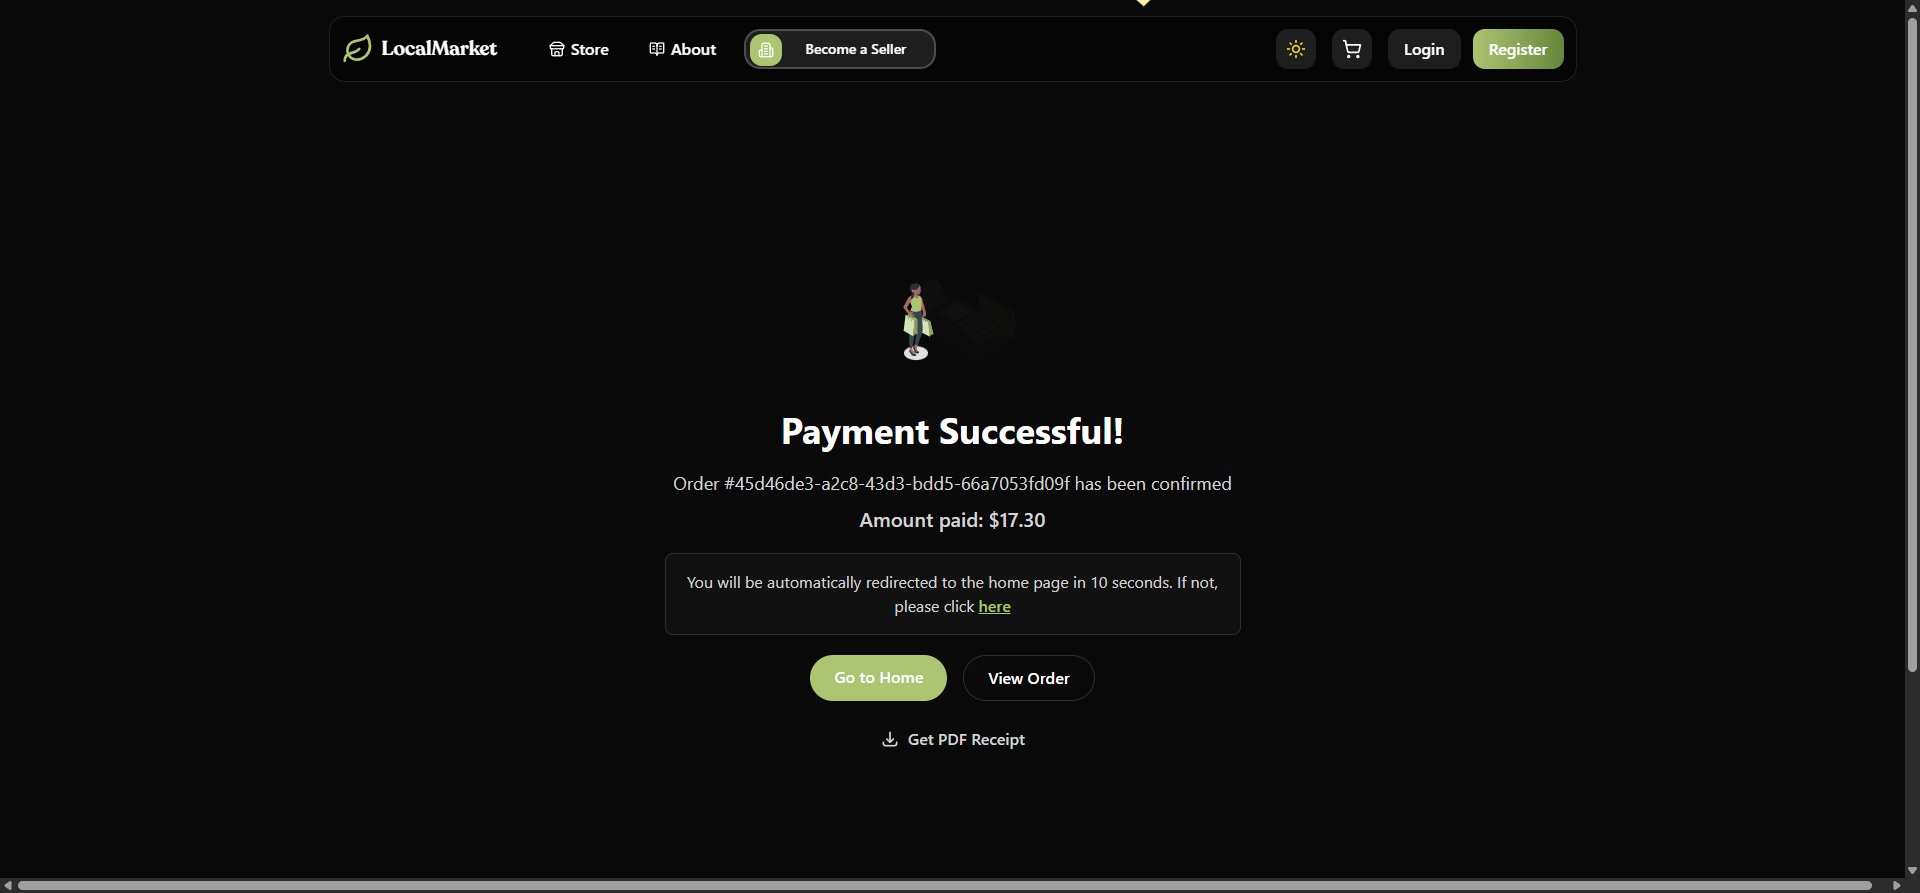 LocalMarket
Store
About
Become a Seller
Login
Register
Payment Successful!
Order #45d46de3-a2c8-43d3-bdd5-66a7053fd09f has been confirmed
Amount paid: $17.30
You will be automatically redirected to the home page in 10 seconds. If not,
please click here
Go to Home
View Order
Get PDF Receipt